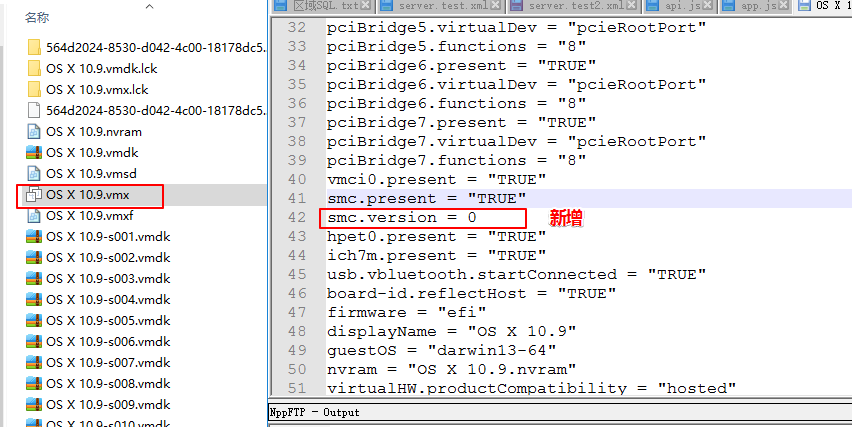 名称
564d2024-8530-d042-4c00-18178dc5...
OS X 10.9.vmdk.lck
OS X 10.9.vmx.lck
564d2024-8530-d042-4c00-18178dc5...
OS X 10.9.nvram
OS X 10.9.vmdk
OS X 10.9.vmsd
OS X 10.9.vmx
OS X 10.9.vmxf
OS X 10.9-s001.vmdk
OS X 10.9-s002.vmdk
OS X 10.9-s003.vmdk
OS X 10.9-s004.vmdk
OS X 10.9-s005.vmdk
OS X 10.9-s006.vmdk
OS X 10.9-s007.vmdk
OS X 10.9-s008.vmdk
OS X 10.9-s009.vmdk
OS X 10.9-s010.vmdk
区域SQL.txt server.test.xml server.test2.xml api.js app.js OS X 1
32 pciBridge5.virtualDev = "pcieRootPort"
33 pciBridge5.functions = "8"
34 pciBridge6.present = "TRUE"
35 pciBridge6.virtualDev = "pcieRootPort"
36 pciBridge6.functions = "8"
37 pciBridge7.present = "TRUE"
38 pciBridge7.virtualDev = "pcieRootPort"
39 pciBridge7.functions = "8"
40 vmci0.present = "TRUE"
41 smc.present = "TRUE"
42 smc.version = 0 新增
43 hpet0.present = "TRUE"
44 ich7m.present = "TRUE"
45 usb.vbluetooth.startConnected = "TRUE"
46 board-id.reflectHost = "TRUE"
47 firmware = "efi"
48 displayName = "OS X 10.9"
49 guestOS = "darwin13-64"
50 nvram = "OS X 10.9.nvram"
51 virtualHW.productCompatibility = "hosted"
NppFTP - Output